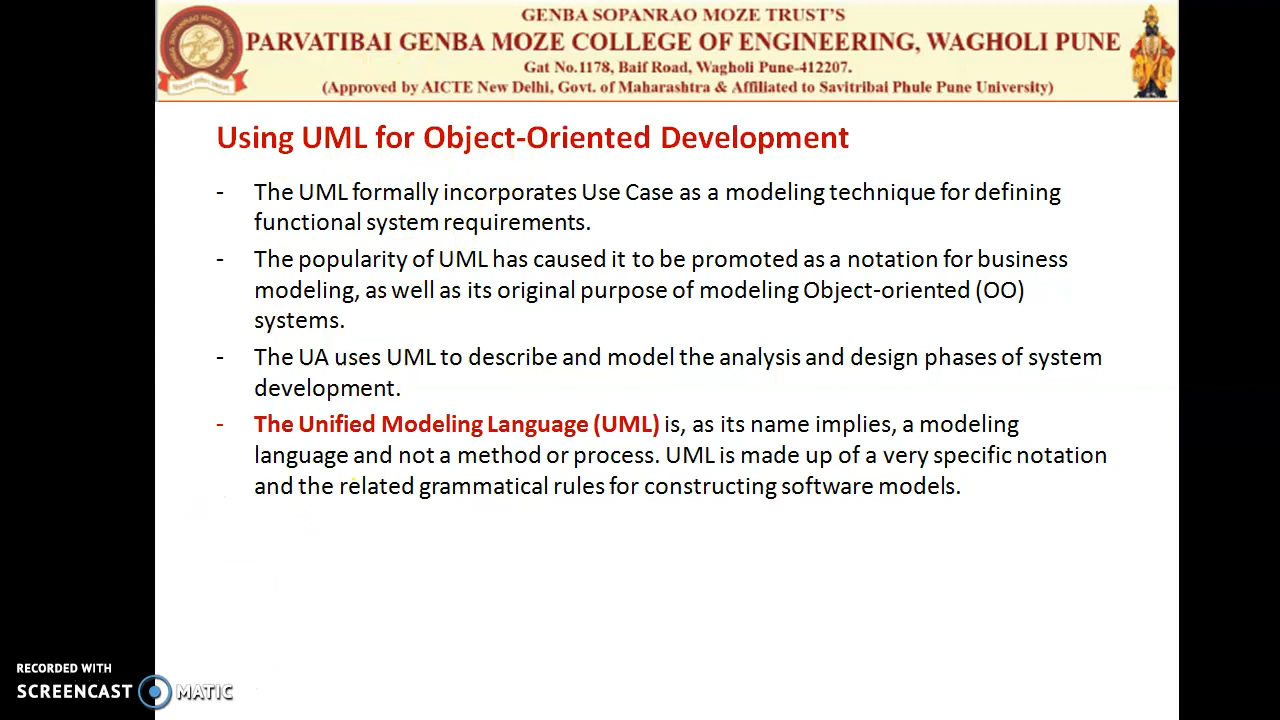 GENBA SOPANRAO MOZE TRUST'S
PARVATIBAI GENBA MOZE COLLEGE OF ENGINEERING, WAGHOLI PUNE
Gat No.1178, Baif Road, Wagholi Pune-412207.
(Approved by AICTE New Delhi, Govt. of Maharashtra & Affiliated to Savitribai Phule Pune University)
Using UML for Object-Oriented Development
- The UML formally incorporates Use Case as a modeling technique for defining
functional system requirements.
- The popularity of UML has caused it to be promoted as a notation for business
modeling, as well as its original purpose of modeling Object-oriented (OO)
systems.
- The UA uses UML to describe and model the analysis and design phases of system
development.
- The Unified Modeling Language (UML) is, as its name implies, a modeling
language and not a method or process. UML is made up of a very specific notation
and the related grammatical rules for constructing software models.
RECORDED WITH
SCREENCAST MATIC